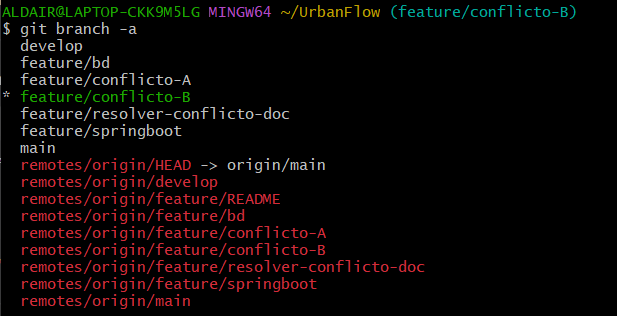 ALDAIR@LAPTOP-CKK9M5LG MINGW64 ~/UrbanFlow (feature/conflicto-B)
$ git branch -a
  develop
  feature/bd
  feature/conflicto-A
* feature/conflicto-B
  feature/resolver-conflicto-doc
  feature/springboot
  main
  remotes/origin/HEAD -> origin/main
  remotes/origin/develop
  remotes/origin/feature/README
  remotes/origin/feature/bd
  remotes/origin/feature/conflicto-A
  remotes/origin/feature/conflicto-B
  remotes/origin/feature/resolver-conflicto-doc
  remotes/origin/feature/springboot
  remotes/origin/main